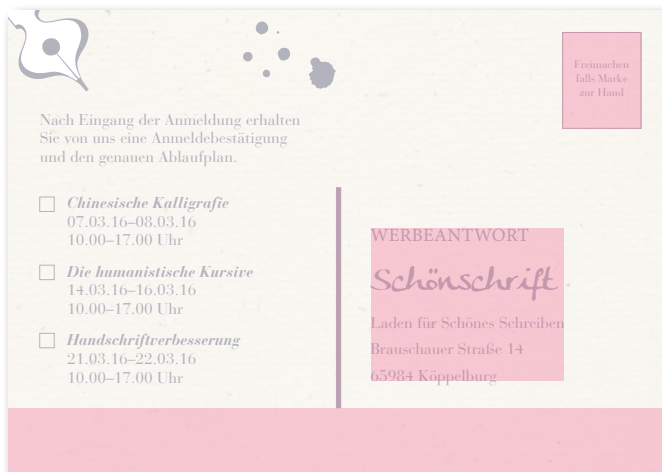 Freimachen
falls Marke
zur Hand
Nach Eingang der Anmeldung erhalten
Sie von uns eine Anmeldebestätigung
und den genauen Ablaufplan.
Chinesische Kalligrafie
07.03.16–08.03.16
10.00–17.00 Uhr
Die humanistische Kursive
14.03.16–16.03.16
10.00–17.00 Uhr
Handschriftverbesserung
21.03.16–22.03.16
10.00–17.00 Uhr
WERBEANTWORT
Schönschrift
Laden für Schönes Schreiben
Brauschauer Straße 14
65984 Köppelburg